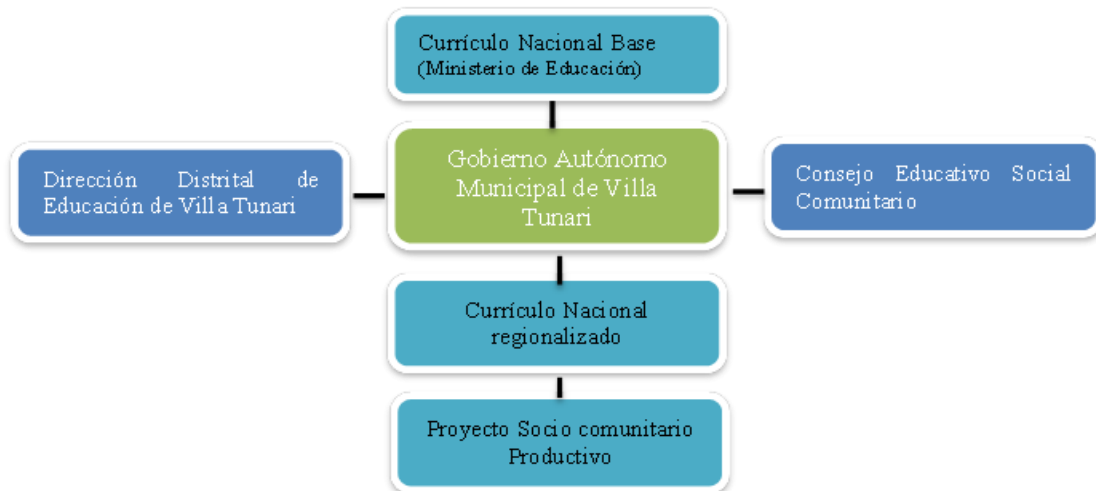 Currículo Nacional Base
(Ministerio de Educación)
Gobierno Autónomo
Municipal de Villa
Tunari
Dirección Distrital de
Educación de Villa Tunari
Consejo Educativo Social
Comunitario
Currículo Nacional
regionalizado
Proyecto Socio comunitario
Productivo